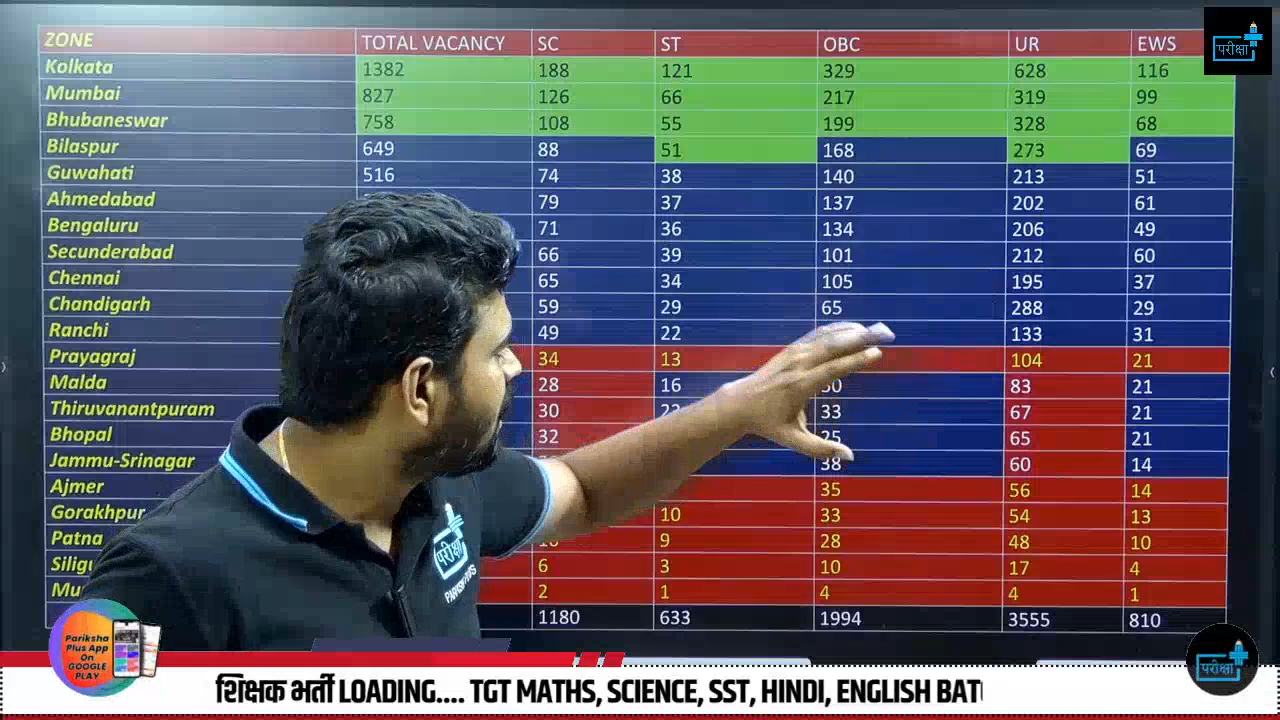 ZONE TOTAL VACANCY SC ST OBC UR EWS
Kolkata 1382 188 121 329 628 116
Mumbai 827 126 66 217 319 99
Bhubaneswar 758 108 55 199 328 68
Bilaspur 649 88 51 168 273 69
Guwahati 516 74 38 140 213 51
Ahmedabad 79 37 137 202 61
Bengaluru 71 36 134 206 49
Secunderabad 66 39 101 212 60
Chennai 65 34 105 195 37
Chandigarh 59 29 65 288 29
Ranchi 49 22 133 31
Prayagraj 34 13 104 21
Malda 28 16 83 21
Thiruvanantpuram 30 33 67 21
Bhopal 32 25 65 21
Jammu-Srinagar 38 60 14
Ajmer 35 56 14
Gorakhpur 10 33 54 13
Patna 9 28 48 10
6 3 10 17 4
2 1 4 4 1
1180 633 1994 3555 810
परीक्षा
परीक्षा
Pariksha
Plus App
On
GOOGLE
PLAY
परीक्षा
शिक्षक भर्ती LOADING.... TGT MATHS, SCIENCE, SST, HINDI, ENGLISH